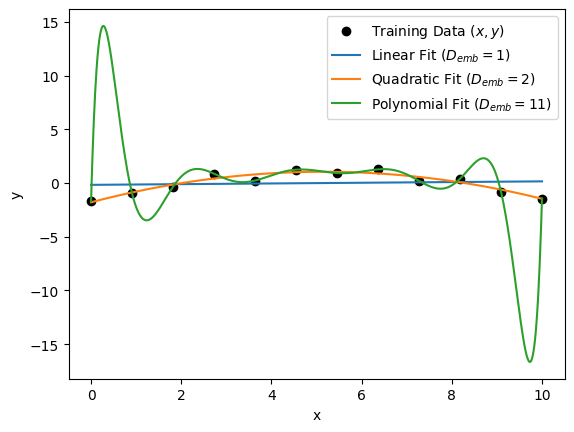 Training Data (x, y)
Linear Fit (D_emb = 1)
Quadratic Fit (D_emb = 2)
Polynomial Fit (D_emb = 11)
15
10
5
0
−5
−10
−15
y
0 2 4 6 8 10
x